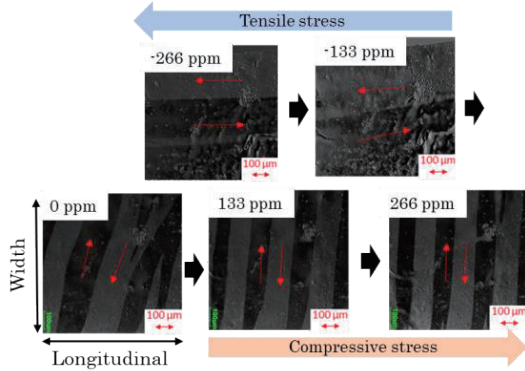 Tensile stress
-266 ppm
-133 ppm
100 µm
100 µm
0 ppm
133 ppm
266 ppm
Width
100µm
100 µm
100 µm
100 µm
Longitudinal
Compressive stress